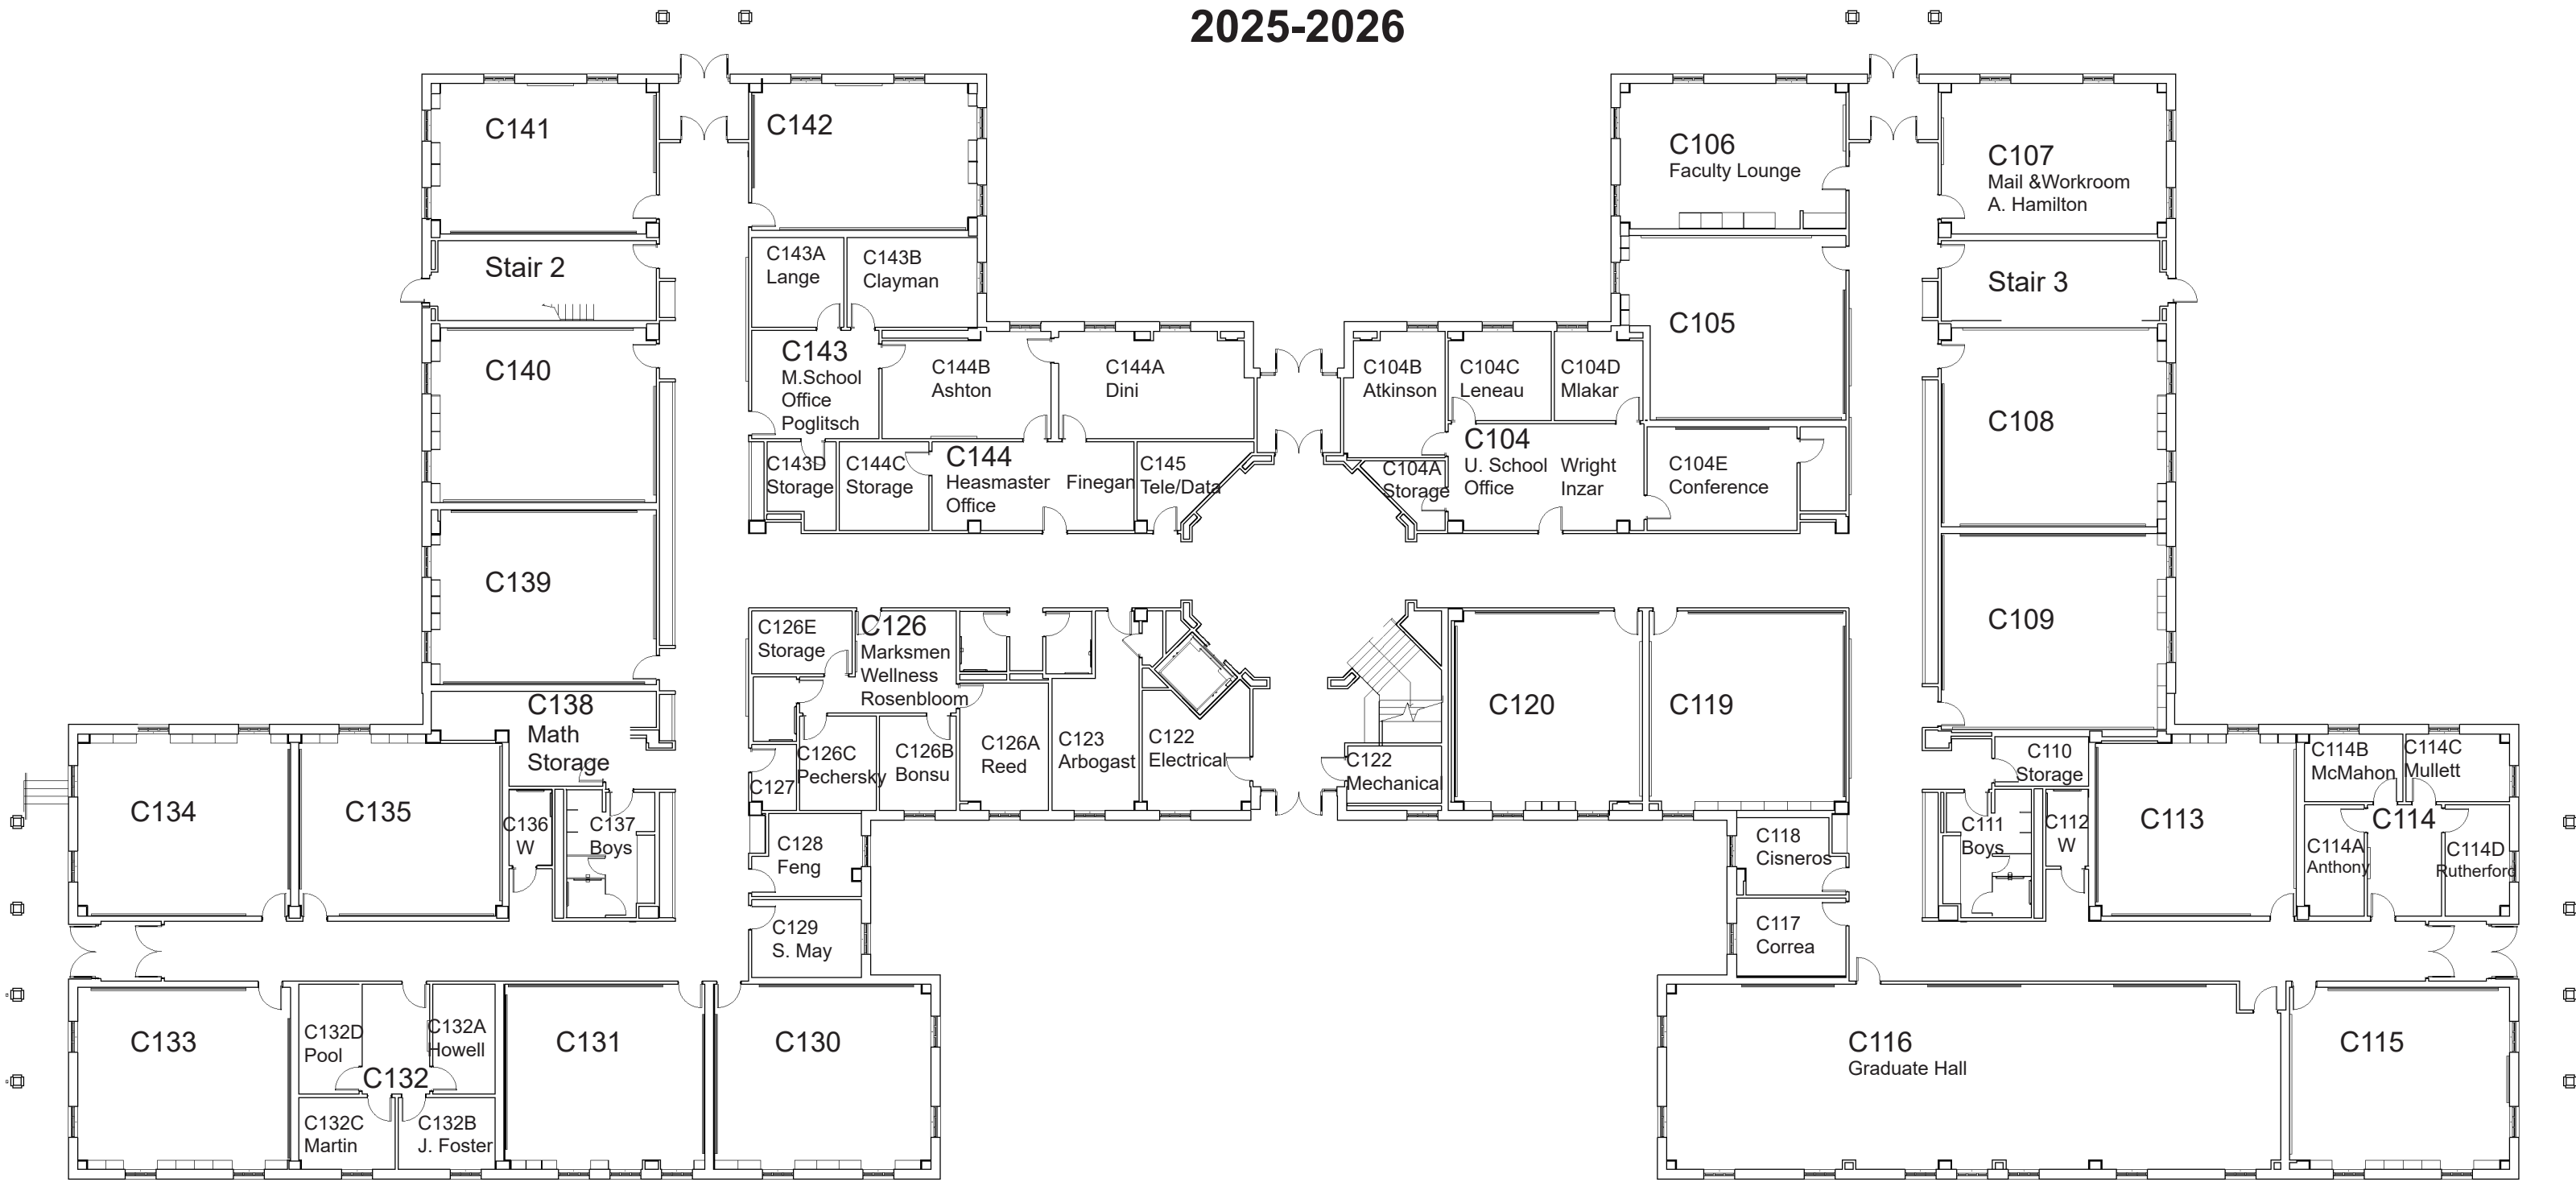 2025-2026
C141
C142
C106
Faculty Lounge
C107
Mail &Workroom
A. Hamilton
Stair 2
C143A
Lange
C143B
Clayman
Stair 3
C105
C140
C143
M.School
Office
Poglitsch
C144B
Ashton
C144A
Dini
C104B
Atkinson
C104C
Leneau
C104D
Mlakar
C108
C143D
Storage
C144C
Storage
C144
Heasmaster
Office
Finegan
C145
Tele/Data
C104A
Storage
C104
U. School
Office
Wright
Inzar
C104E
Conference
C139
C109
C126E
Storage
C126
Marksmen
Wellness
Rosenbloom
C120
C119
C138
Math
Storage
C126C
Pechersky
C126B
Bonsu
C126A
Reed
C123
Arbogast
C122
Electrical
C122
Mechanical
C127
C110
Storage
C114B
McMahon
C114C
Mullett
C134
C135
C136
W
C137
Boys
C128
Feng
C118
Cisneros
C111
Boys
C112
W
C113
C114
C114A
Anthony
C114D
Rutherford
C129
S. May
C117
Correa
C133
C132D
Pool
C132A
Howell
C132
C132C
Martin
C132B
J. Foster
C131
C130
C116
Graduate Hall
C115